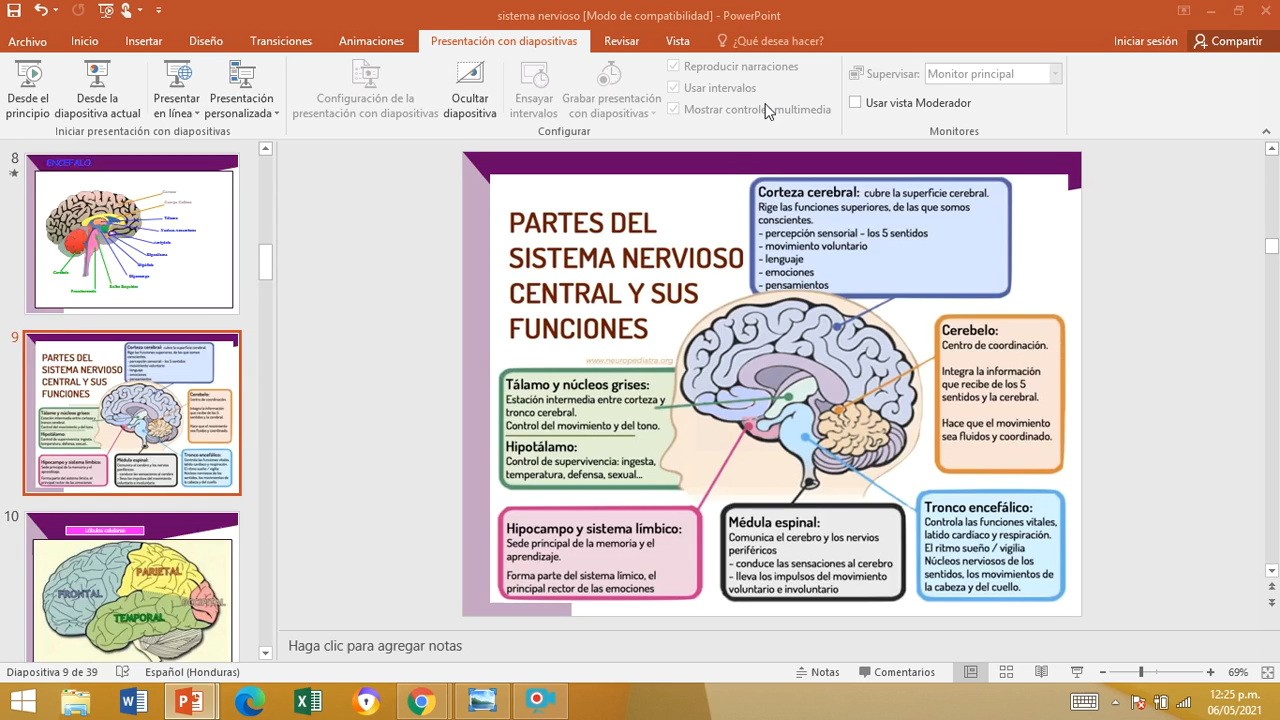 sistema nervioso [Modo de compatibilidad] - PowerPoint
Archivo Inicio Insertar Diseño Transiciones Animaciones Presentación con diapositivas Revisar Vista ¿Qué desea hacer? Iniciar sesión Compartir
Desde el principio
Desde la diapositiva actual
Presentar en línea
Presentación personalizada
Iniciar presentación con diapositivas
Configuración de la presentación con diapositivas
Ocultar diapositiva
Ensayar intervalos
Grabar presentación con diapositivas
Reproducir narraciones
Usar intervalos
Mostrar controles multimedia
Configurar
Supervisar: Monitor principal
Usar vista Moderador
Monitores
8
ENCEFALO
Tálamo
Cerebelo
Hipocampo
9
PARTES DEL
SISTEMA NERVIOSO
CENTRAL Y SUS
FUNCIONES
10
FRONTAL
PARIETAL
OCCIPITAL
TEMPORAL
PARTES DEL
SISTEMA NERVIOSO
CENTRAL Y SUS
FUNCIONES
www.neuropediatra.org
Corteza cerebral: cubre la superficie cerebral.
Rige las funciones superiores, de las que somos
conscientes.
- percepción sensorial - los 5 sentidos
- movimiento voluntario
- lenguaje
- emociones
- pensamientos
Cerebelo:
Centro de coordinación.
Integra la información
que recibe de los 5
sentidos y la cerebral.
Hace que el movimiento
sea fluidos y coordinado.
Tálamo y núcleos grises:
Estación intermedia entre corteza y
tronco cerebral.
Control del movimiento y del tono.
Hipotálamo:
Control de supervivencia: ingesta,
temperatura, defensa, sexual...
Hipocampo y sistema límbico:
Sede principal de la memoria y el
aprendizaje.
Forma parte del sistema límico, el
principal rector de las emociones
Médula espinal:
Comunica el cerebro y los nervios
periféricos
- conduce las sensaciones al cerebro
- lleva los impulsos del movimiento
voluntario e involuntario
Tronco encefálico:
Controla las funciones vitales,
latido cardíaco y respiración.
El ritmo sueño / vigilia
Núcleos nerviosos de los
sentidos, los movimientos de
la cabeza y del cuello.
Haga clic para agregar notas
Diapositiva 9 de 39 Español (Honduras) Notas Comentarios 69%
12:25 p.m.
06/05/2021